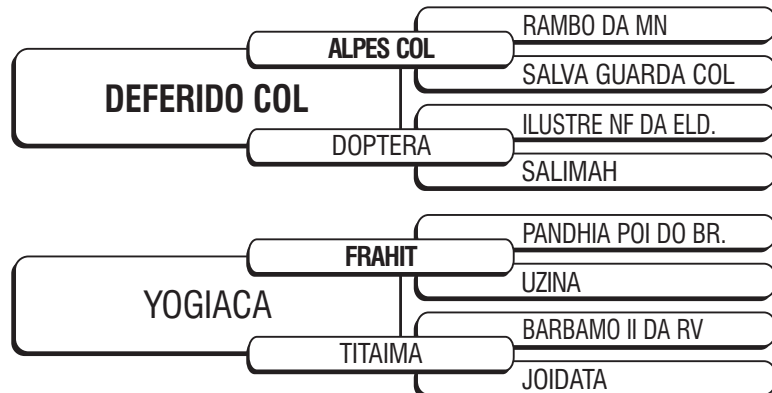 RAMBO DA MN
ALPES COL
SALVA GUARDA COL
DEFERIDO COL
ILUSTRE NF DA ELD.
DOPTERA
SALIMAH
PANDHIA POI DO BR.
FRAHIT
UZINA
YOGIACA
BARBAMO II DA RV
TITAIMA
JOIDATA